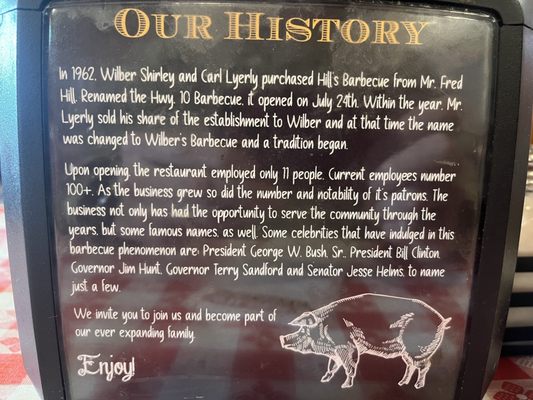 OUR HISTORY
In 1962, Wilber Shirley and Carl Lyerly purchased Hill's Barbecue from Mr. Fred
Hill. Renamed the Hwy. 10 Barbecue, it opened on July 24th. Within the year, Mr.
Lyerly sold his share of the establishment to Wilber and at that time the name
was changed to Wilber's Barbecue and a tradition began.
Upon opening, the restaurant employed only 11 people. Current employees number
100+. As the business grew so did the number and notability of it's patrons. The
business not only has had the opportunity to serve the community through the
years, but some famous names, as well. Some celebrities that have indulged in this
barbecue phenomenon are: President George W. Bush, Sr., President Bill Clinton,
Governor Jim Hunt, Governor Terry Sandford and Senator Jesse Helms, to name
just a few.
We invite you to join us and become part of
our ever expanding family.
Enjoy!